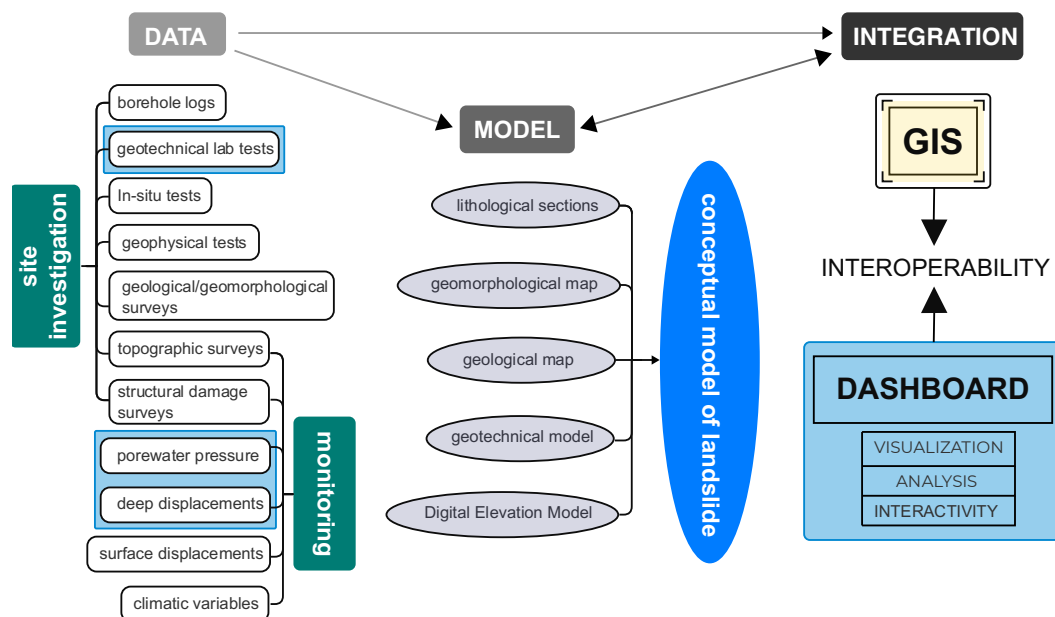 DATA
INTEGRATION
MODEL
site
investigation
borehole logs
geotechnical lab tests
In-situ tests
geophysical tests
geological/geomorphological
surveys
topographic surveys
structural damage
surveys
porewater pressure
deep displacements
surface displacements
climatic variables
monitoring
lithological sections
geomorphological map
geological map
geotechnical model
Digital Elevation Model
conceptual model of landslide
GIS
INTEROPERABILITY
DASHBOARD
VISUALIZATION
ANALYSIS
INTERACTIVITY